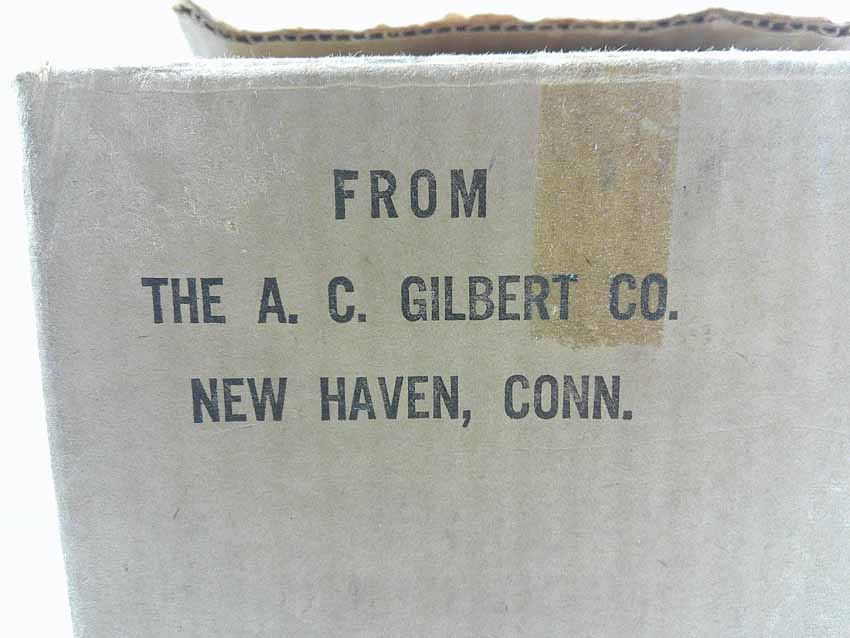 FROM
THE A. C. GILBERT CO.
NEW HAVEN, CONN.